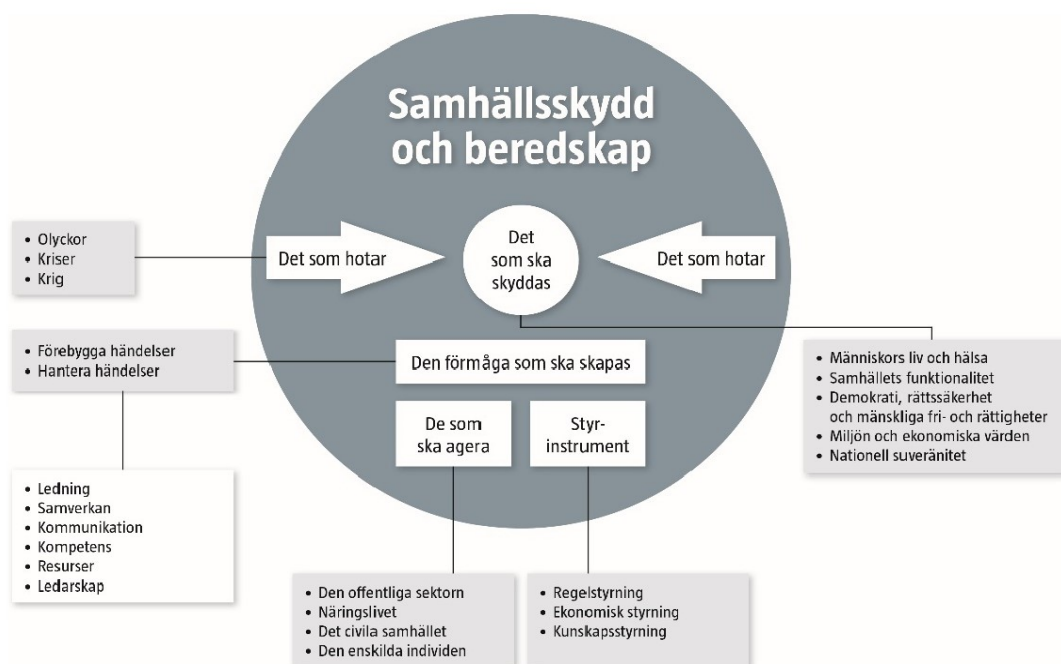 Samhällsskydd
och beredskap
• Olyckor
• Kriser
• Krig
Det som hotar
Det
som ska
skyddas
Det som hotar
• Förebygga händelser
• Hantera händelser
Den förmåga som ska skapas
• Människors liv och hälsa
• Samhällets funktionalitet
• Demokrati, rättssäkerhet
och mänskliga fri- och rättigheter
• Miljön och ekonomiska värden
• Nationell suveränitet
De som
ska agera
Styr-
instrument
• Ledning
• Samverkan
• Kommunikation
• Kompetens
• Resurser
• Ledarskap
• Den offentliga sektorn
• Näringslivet
• Det civila samhället
• Den enskilda individen
• Regelstyrning
• Ekonomisk styrning
• Kunskapsstyrning